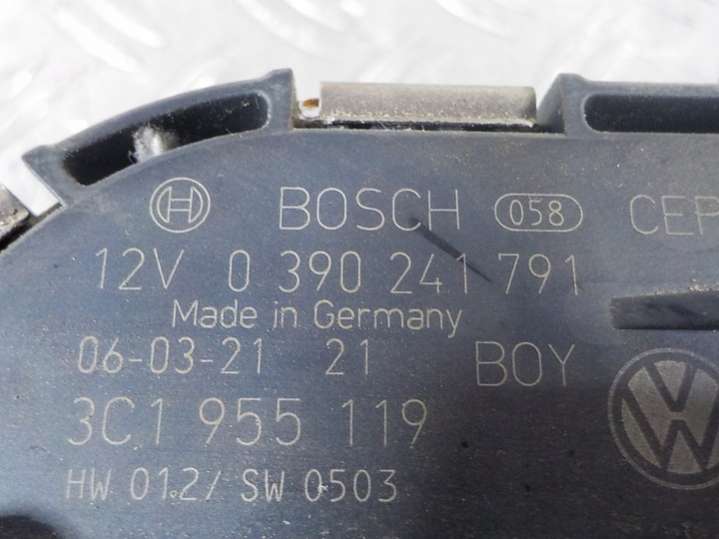 BOSCH 058 CEP
12V 0 390 241 791
Made in Germany
06-03-21 21 BOY
3C1 955 119
HW 01.2/ SW 0503